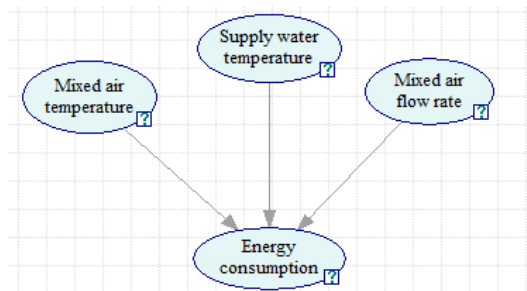 Supply water
temperature
?
Mixed air
temperature
?
Mixed air
flow rate
?
Energy
consumption
?